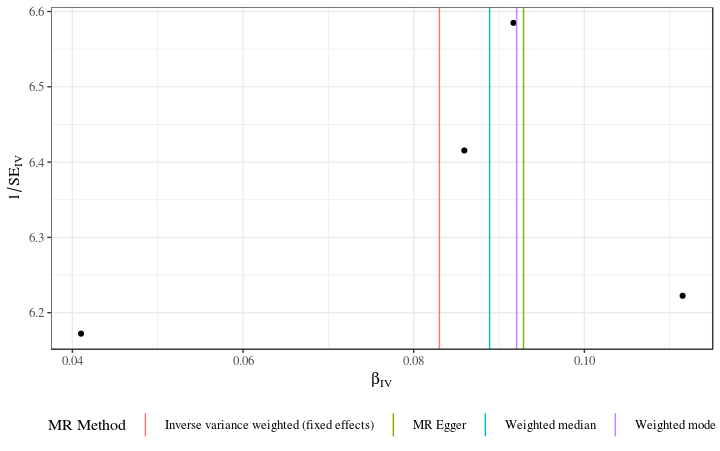 6.6
6.5
6.4
6.3
6.2
1/SE_IV
0.04 0.06 0.08 0.10
β_IV
MR Method Inverse variance weighted (fixed effects) MR Egger Weighted median Weighted mode